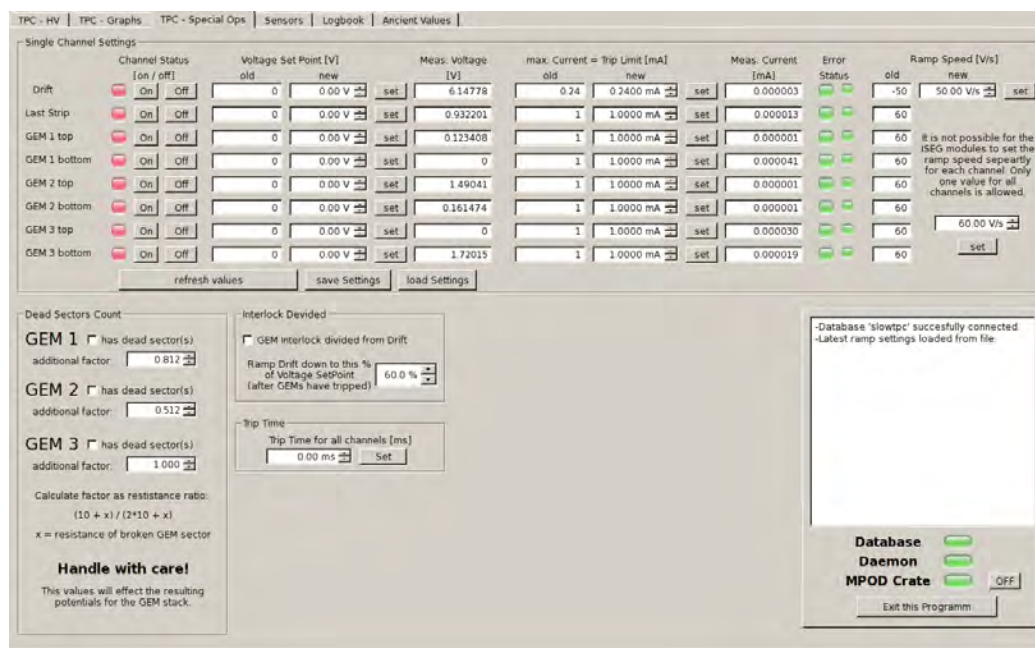 TPC - HV | TPC - Graphs | TPC - Special Ops | Sensors | Logbook | Ancient Values
Single Channel Settings
Channel Status Voltage Set Point [V] Meas. Voltage max. Current = Trip Limit [mA] Meas. Current Error Ramp Speed [V/s]
[on / off] old new [V] old new [mA] Status old new
Drift On Off 0 0.00 V set 6.14778 0.24 0.2400 mA set 0.000003 -50 50.00 V/s set
Last Strip On Off 0 0.00 V set 0.932201 1 1.0000 mA set 0.000013 60
GEM 1 top On Off 0 0.00 V set 0.123408 1 1.0000 mA set 0.000001 60
GEM 1 bottom On Off 0 0.00 V set 0 1 1.0000 mA set 0.000041 60
GEM 2 top On Off 0 0.00 V set 1.49041 1 1.0000 mA set 0.000001 60
GEM 2 bottom On Off 0 0.00 V set 0.161474 1 1.0000 mA set 0.000001 60
GEM 3 top On Off 0 0.00 V set 0 1 1.0000 mA set 0.000030 60
GEM 3 bottom On Off 0 0.00 V set 1.72015 1 1.0000 mA set 0.000019 60
It is not possible for the
ISEG modules to set the
ramp speed sepeartly
for each channel. Only
one value for all
channels is allowed.
60.00 V/s
set
refresh values save Settings load Settings
Dead Sectors Count
GEM 1 has dead sector(s)
additional factor: 0.812
GEM 2 has dead sector(s)
additional factor: 0.512
GEM 3 has dead sector(s)
additional factor: 1.000
Calculate factor as restistance ratio:
(10 + x) / (2*10 + x)
x = resistance of broken GEM sector
Handle with care!
This values will effect the resulting
potentials for the GEM stack.
Interlock Devided
GEM Interlock divided from Drift
Ramp Drift down to this %
of Voltage SetPoint
(after GEMs have tripped)
60.0 %
Trip Time
Trip Time for all channels [ms]
0.00 ms Set
-Database 'slowtpc' succesfully connected
-Latest ramp settings loaded from file
Database
Daemon
MPOD Crate OFF
Exit this Programm